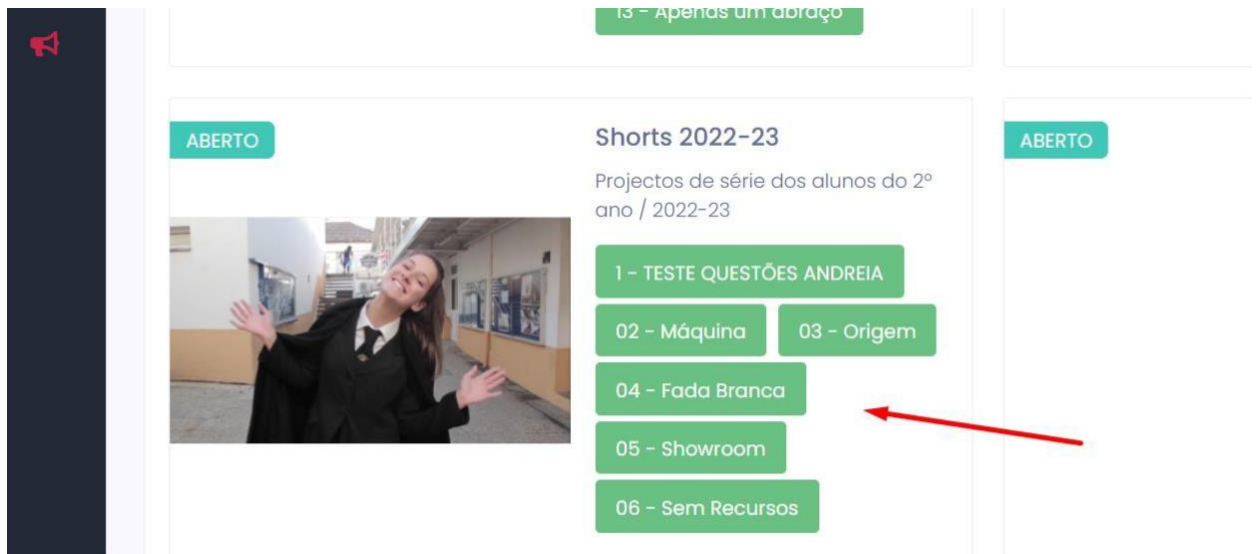 13 - Apenas um abraço
ABERTO
Shorts 2022-23
Projectos de série dos alunos do 2º
ano / 2022-23
1 - TESTE QUESTÕES ANDREIA
02 - Máquina
03 - Origem
04 - Fada Branca
05 - Showroom
06 - Sem Recursos
ABERTO